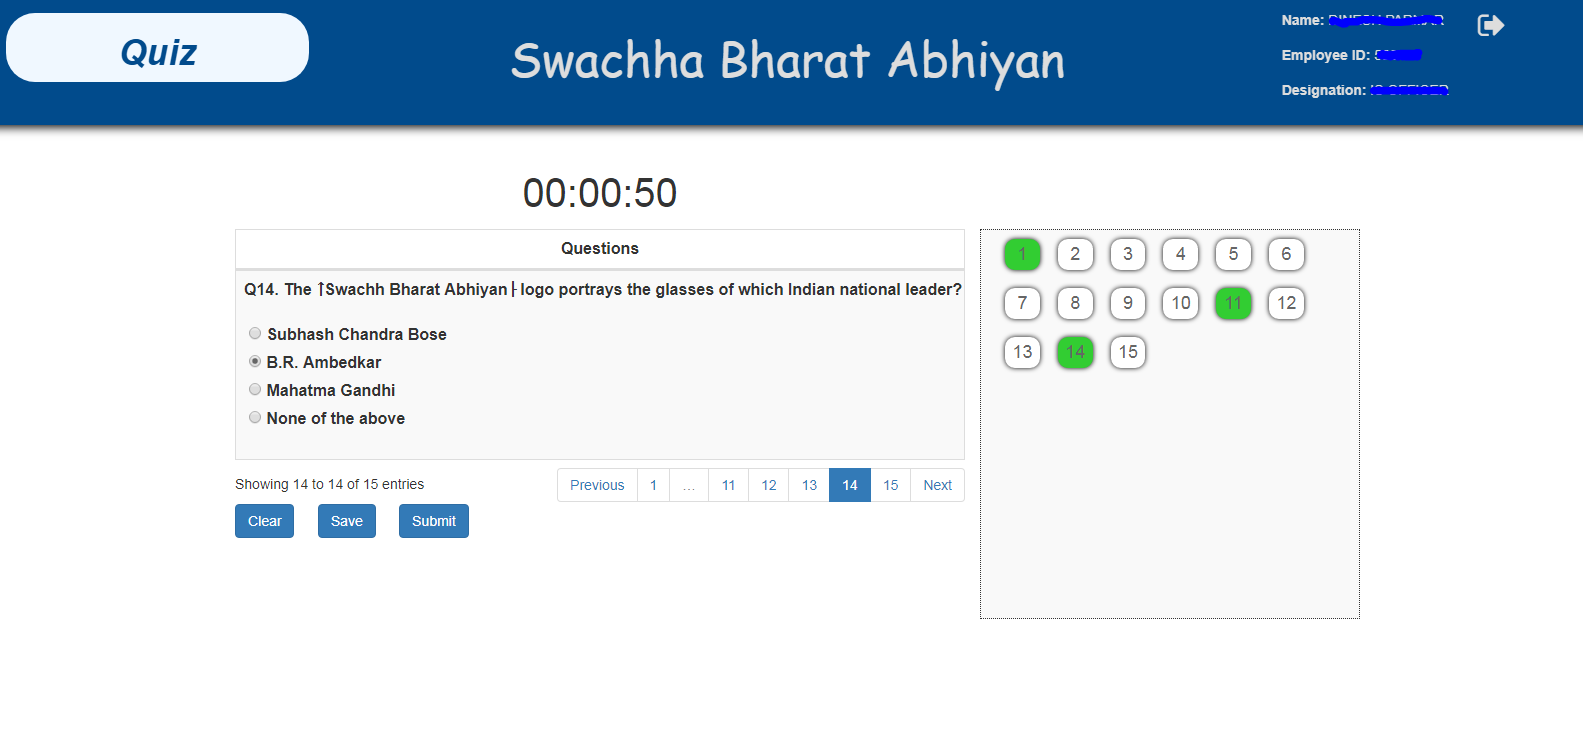 Quiz
Swachha Bharat Abhiyan
Name:
Employee ID:
Designation:
00:00:50
Questions
Q14. The ↑Swachh Bharat Abhiyan├ logo portrays the glasses of which Indian national leader?
Subhash Chandra Bose
B.R. Ambedkar
Mahatma Gandhi
None of the above
Showing 14 to 14 of 15 entries
Previous 1 ... 11 12 13 14 15 Next
Clear Save Submit
1 2 3 4 5 6
7 8 9 10 11 12
13 14 15